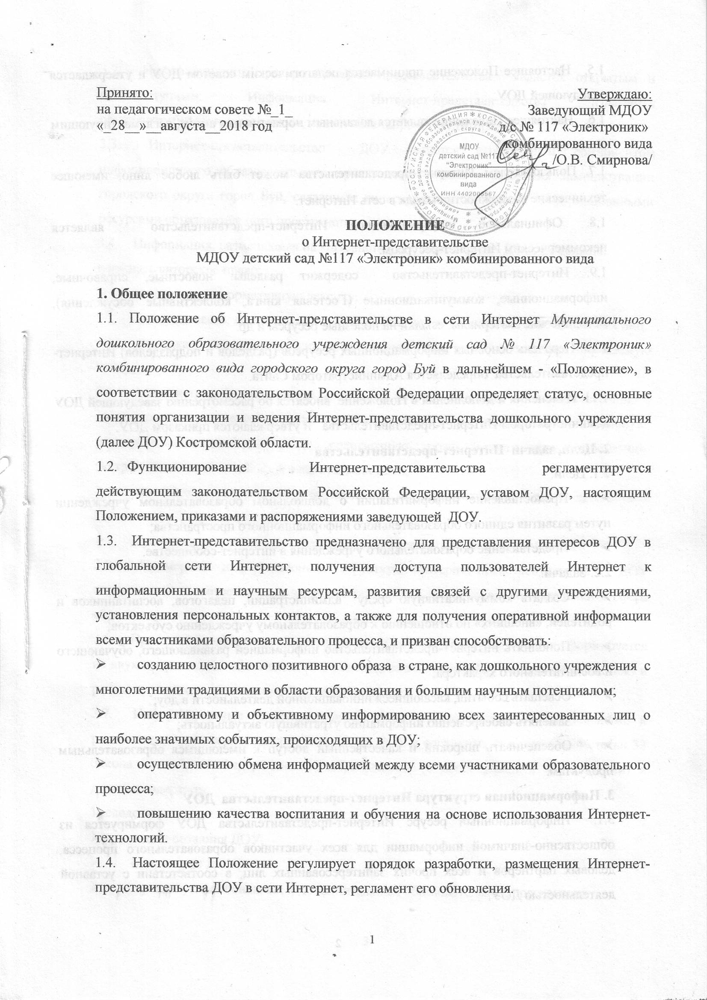 Принято:
на педагогическом совете №_1_
«_28__»__августа__2018 год
Утверждаю:
Заведующий МДОУ
д/с № 117 «Электроник»
комбинированного вида
/О.В. Смирнова/
МДОУ
детский сад №117
"Электроник"
комбинированного
вида
ИНН 4402005567
ПОЛОЖЕНИЕ
о Интернет-представительстве
МДОУ детский сад №117 «Электроник» комбинированного вида
1. Общее положение
1.1. Положение об Интернет-представительстве в сети Интернет Муниципального
дошкольного образовательного учреждения детский сад № 117 «Электроник»
комбинированного вида городского округа город Буй в дальнейшем - «Положение», в
соответствии с законодательством Российской Федерации определяет статус, основные
понятия организации и ведения Интернет-представительства дошкольного учреждения
(далее ДОУ) Костромской области.
1.2. Функционирование Интернет-представительства регламентируется
действующим законодательством Российской Федерации, уставом ДОУ, настоящим
Положением, приказами и распоряжениями заведующей ДОУ.
1.3. Интернет-представительство предназначено для представления интересов ДОУ в
глобальной сети Интернет, получения доступа пользователей Интернет к
информационным и научным ресурсам, развития связей с другими учреждениями,
установления персональных контактов, а также для получения оперативной информации
всеми участниками образовательного процесса, и призван способствовать:
➢ созданию целостного позитивного образа в стране, как дошкольного учреждения с
многолетними традициями в области образования и большим научным потенциалом;
➢ оперативному и объективному информированию всех заинтересованных лиц о
наиболее значимых событиях, происходящих в ДОУ;
➢ осуществлению обмена информацией между всеми участниками образовательного
процесса;
➢ повышению качества воспитания и обучения на основе использования Интернет-
технологий.
1.4. Настоящее Положение регулирует порядок разработки, размещения Интернет-
представительства ДОУ в сети Интернет, регламент его обновления.
1